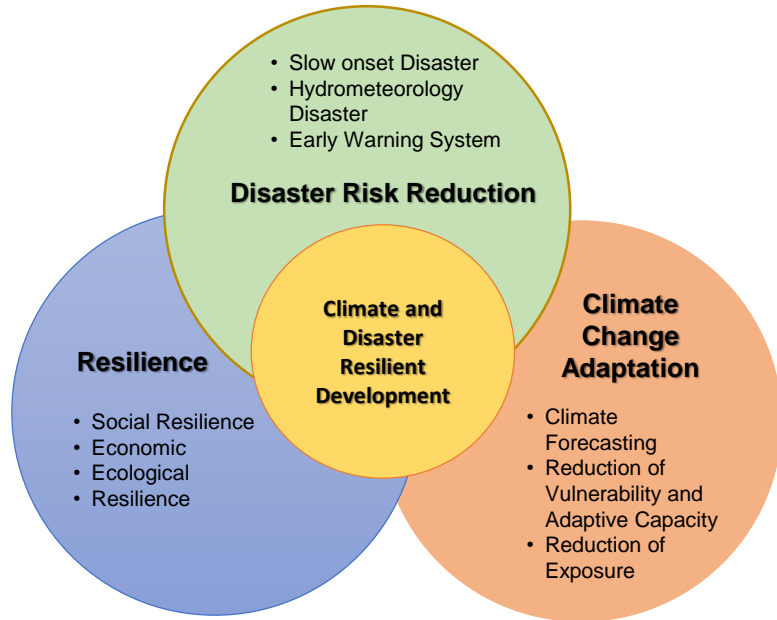 • Slow onset Disaster
• Hydrometeorology
Disaster
• Early Warning System
Disaster Risk Reduction
Climate and
Disaster
Resilient
Development
Resilience
• Social Resilience
• Economic
• Ecological
• Resilience
Climate
Change
Adaptation
• Climate
Forecasting
• Reduction of
Vulnerability and
Adaptive Capacity
• Reduction of
Exposure